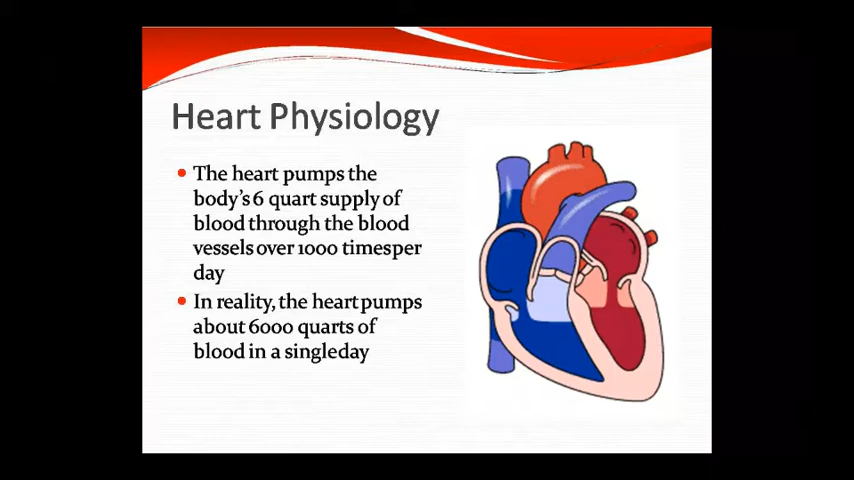 Heart Physiology
• The heart pumps the
body's 6 quart supply of
blood through the blood
vessels over 1000 timesper
day
• In reality, the heart pumps
about 6000 quarts of
blood in a singleday